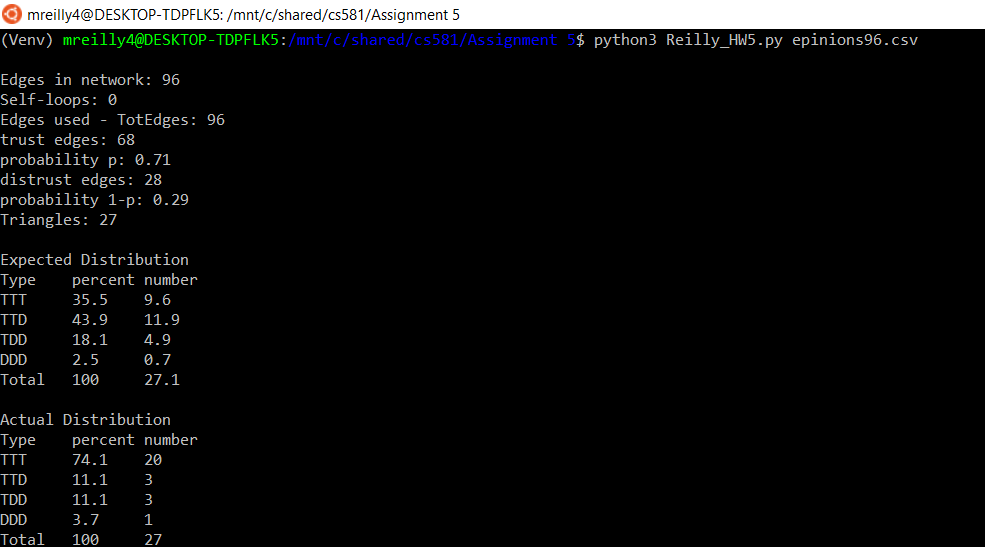 mreilly4@DESKTOP-TDPFLK5: /mnt/c/shared/cs581/Assignment 5
(Venv) mreilly4@DESKTOP-TDPFLK5:/mnt/c/shared/cs581/Assignment 5$ python3 Reilly_HW5.py epinions96.csv
Edges in network: 96
Self-loops: 0
Edges used - TotEdges: 96
trust edges: 68
probability p: 0.71
distrust edges: 28
probability 1-p: 0.29
Triangles: 27
Expected Distribution
Type    percent number
TTT     35.5    9.6
TTD     43.9    11.9
TDD     18.1    4.9
DDD     2.5     0.7
Total   100     27.1
Actual Distribution
Type    percent number
TTT     74.1    20
TTD     11.1    3
TDD     11.1    3
DDD     3.7     1
Total   100     27